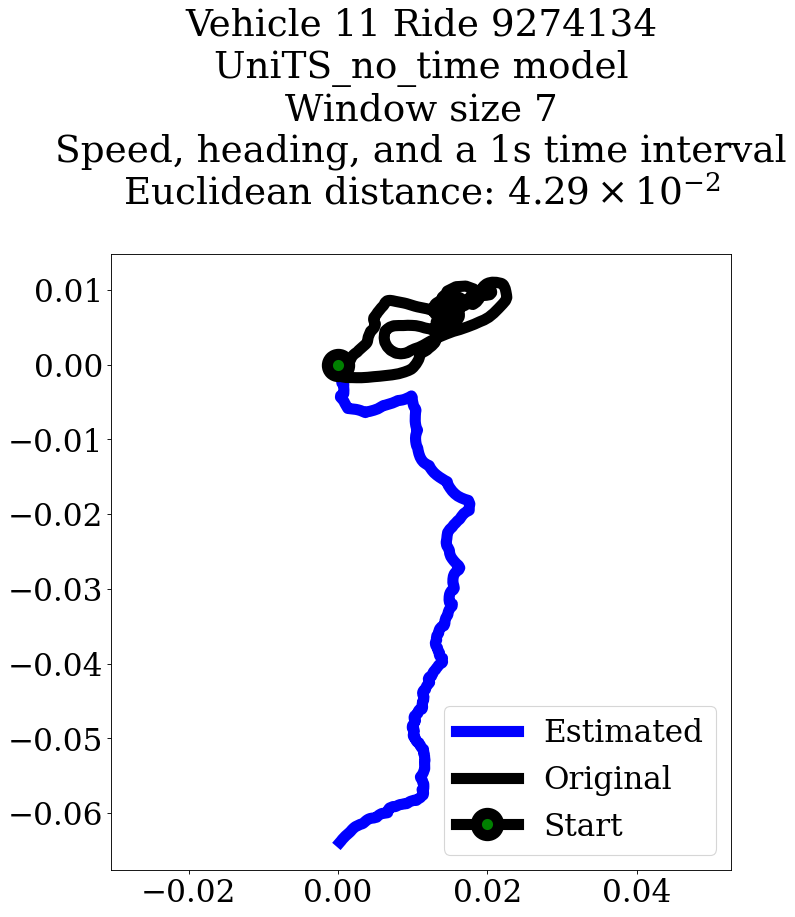 Vehicle 11 Ride 9274134
UniTS_no_time model
Window size 7
Speed, heading, and a 1s time interval
Euclidean distance: 4.29 × 10⁻²
0.01
0.00
−0.01
−0.02
−0.03
−0.04
−0.05
−0.06
Estimated
Original
Start
−0.02 0.00 0.02 0.04